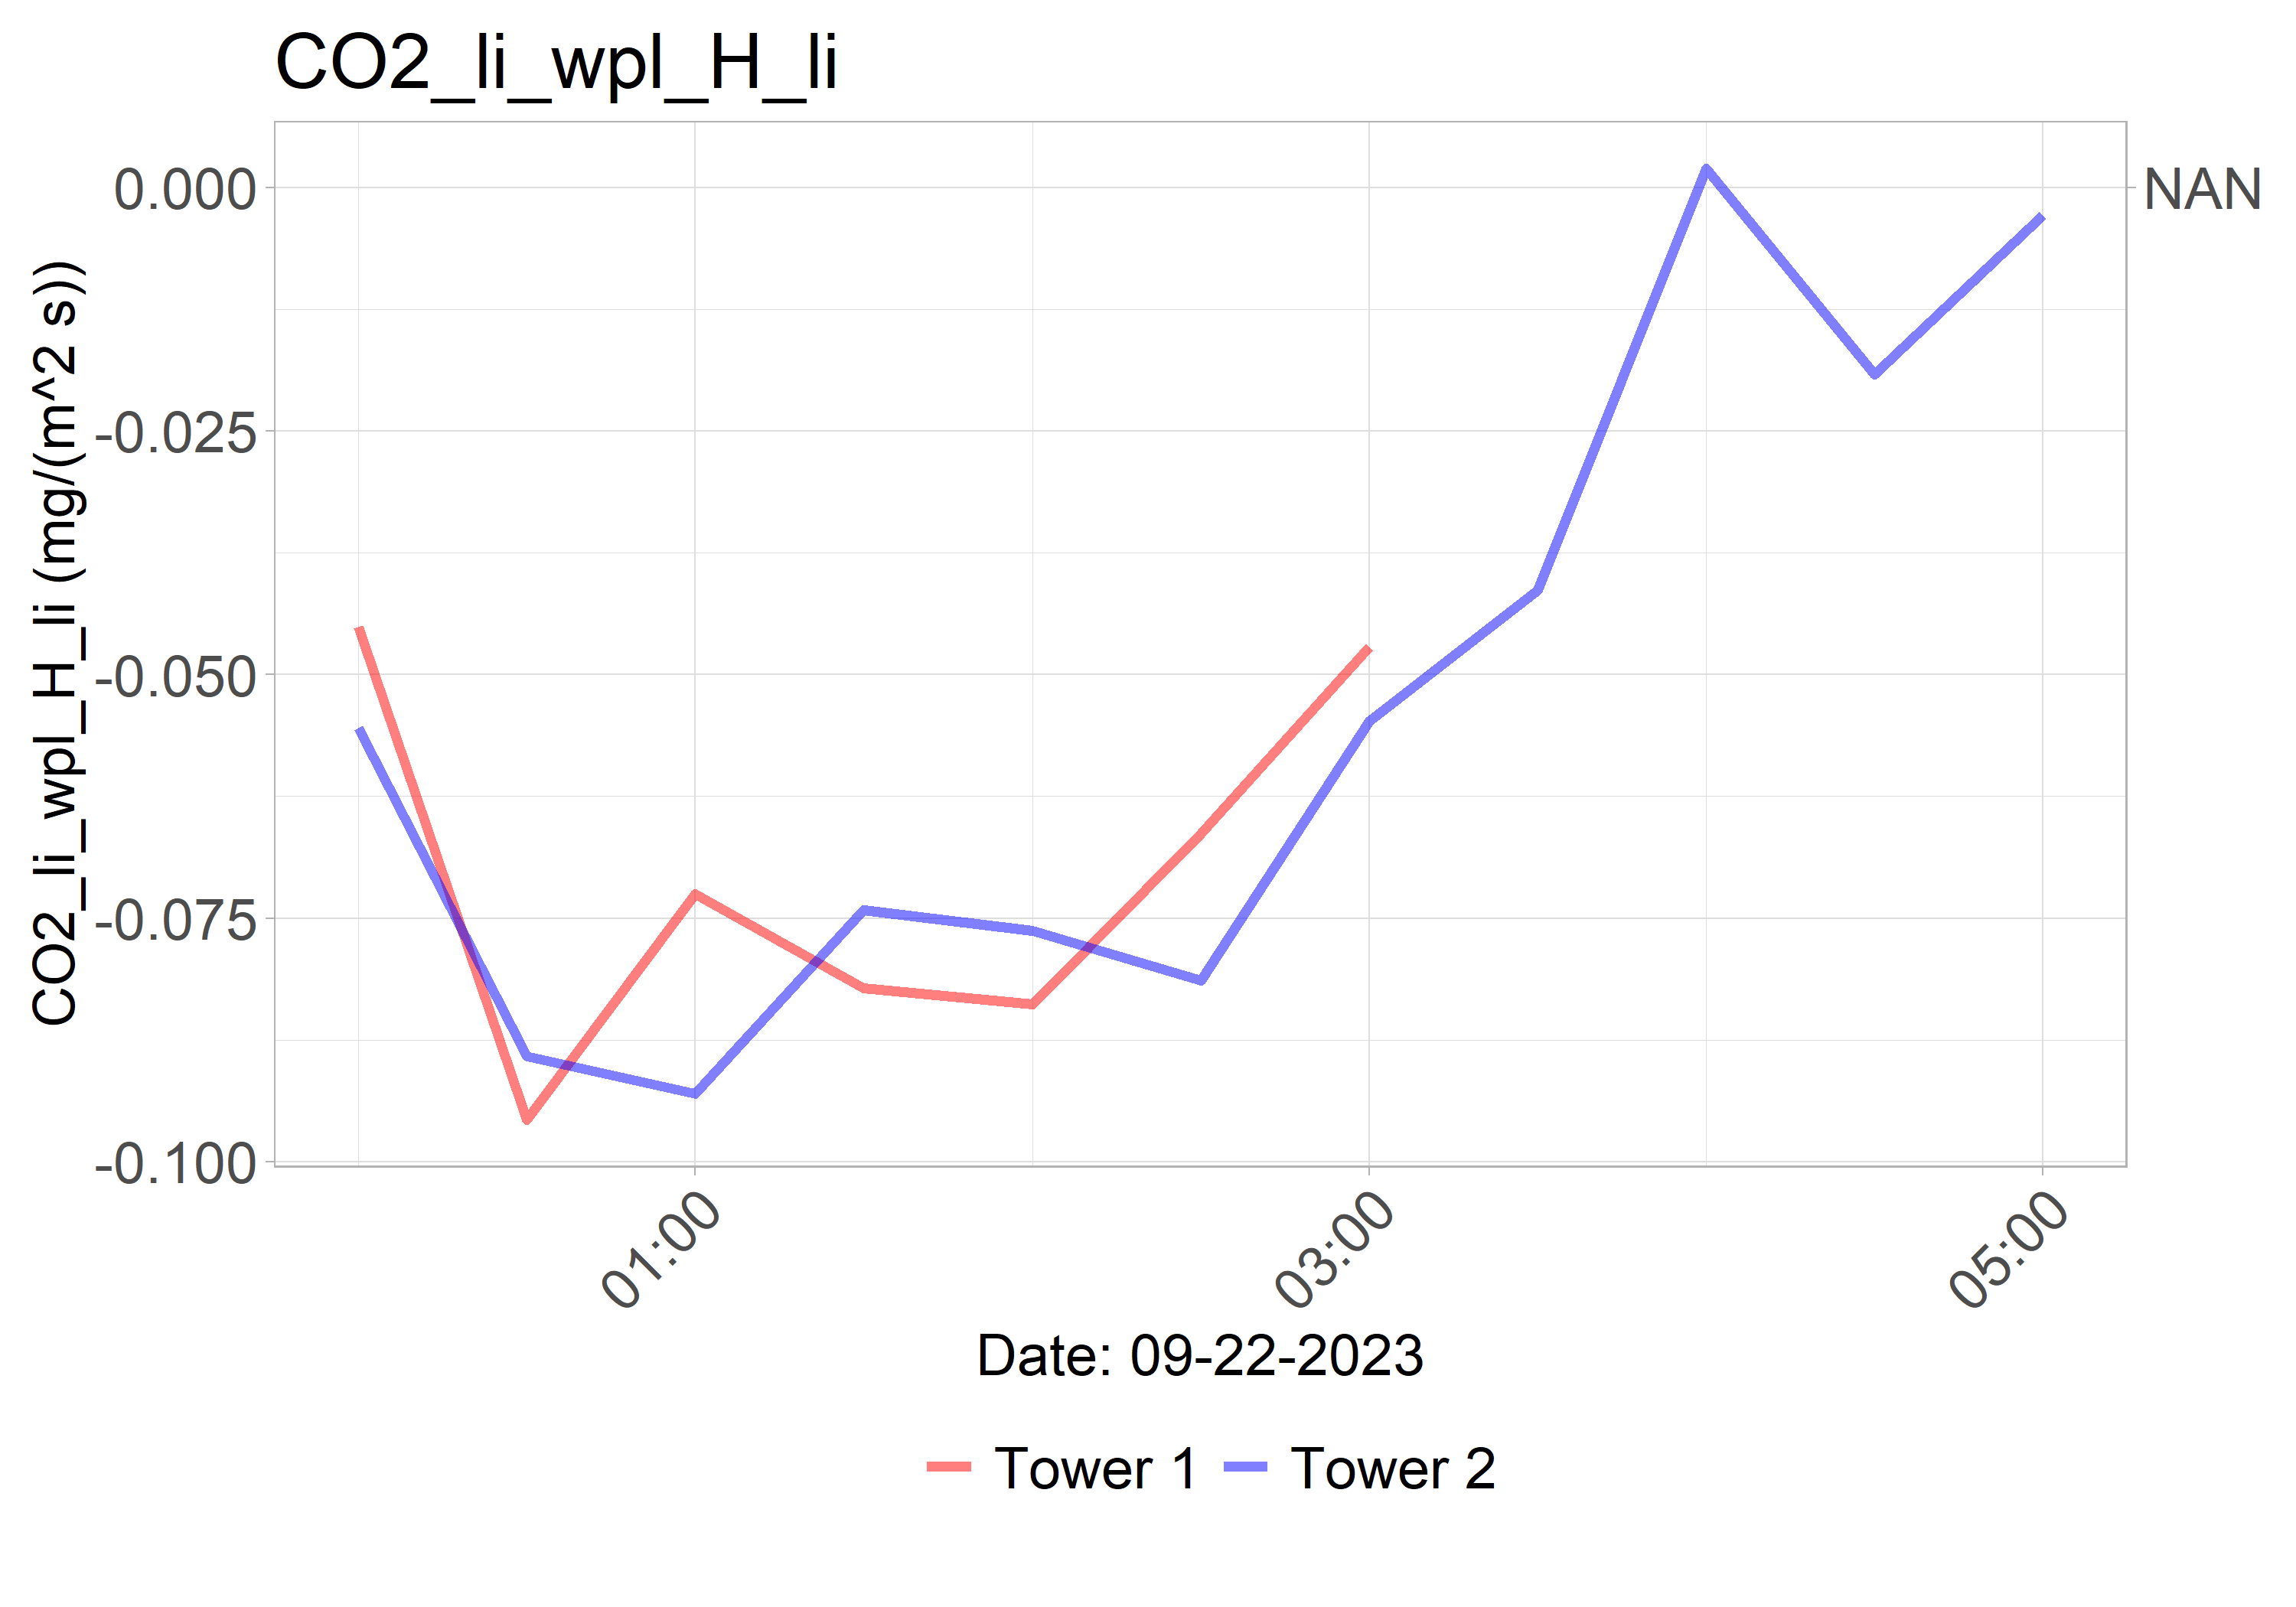 CO2_li_wpl_H_li
CO2_li_wpl_H_li (mg/(m^2 s))
0.000
-0.025
-0.050
-0.075
-0.100
NAN
01:00
03:00
05:00
Date: 09-22-2023
Tower 1
Tower 2